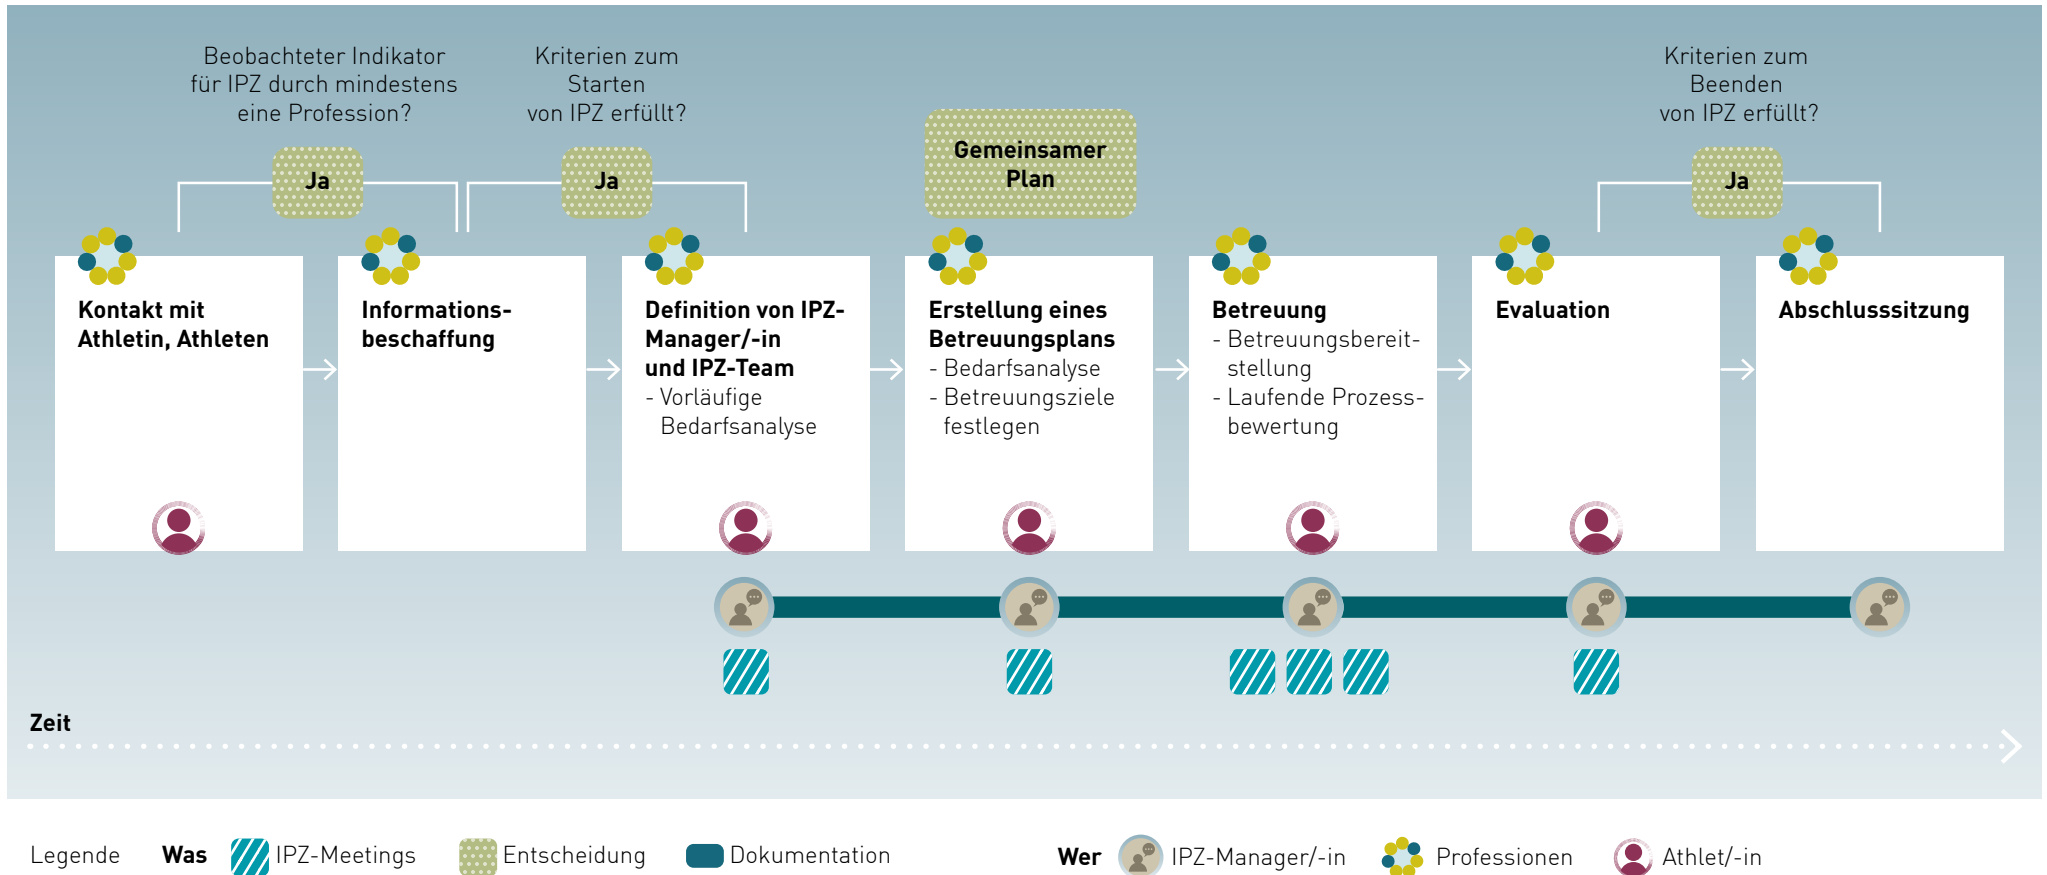 Beobachteter Indikator
für IPZ durch mindestens
eine Profession?
Kriterien zum
Starten
von IPZ erfüllt?
Kriterien zum
Beenden
von IPZ erfüllt?
Ja
Ja
Gemeinsamer
Plan
Ja
Kontakt mit
Athletin, Athleten
Informations-
beschaffung
Definition von IPZ-
Manager/-in
und IPZ-Team
- Vorläufige
Bedarfsanalyse
Erstellung eines
Betreuungsplans
- Bedarfsanalyse
- Betreuungsziele
festlegen
Betreuung
- Betreuungsbereit-
stellung
- Laufende Prozess-
bewertung
Evaluation
Abschlusssitzung
Zeit
Legende Was IPZ-Meetings Entscheidung Dokumentation Wer IPZ-Manager/-in Professionen Athlet/-in